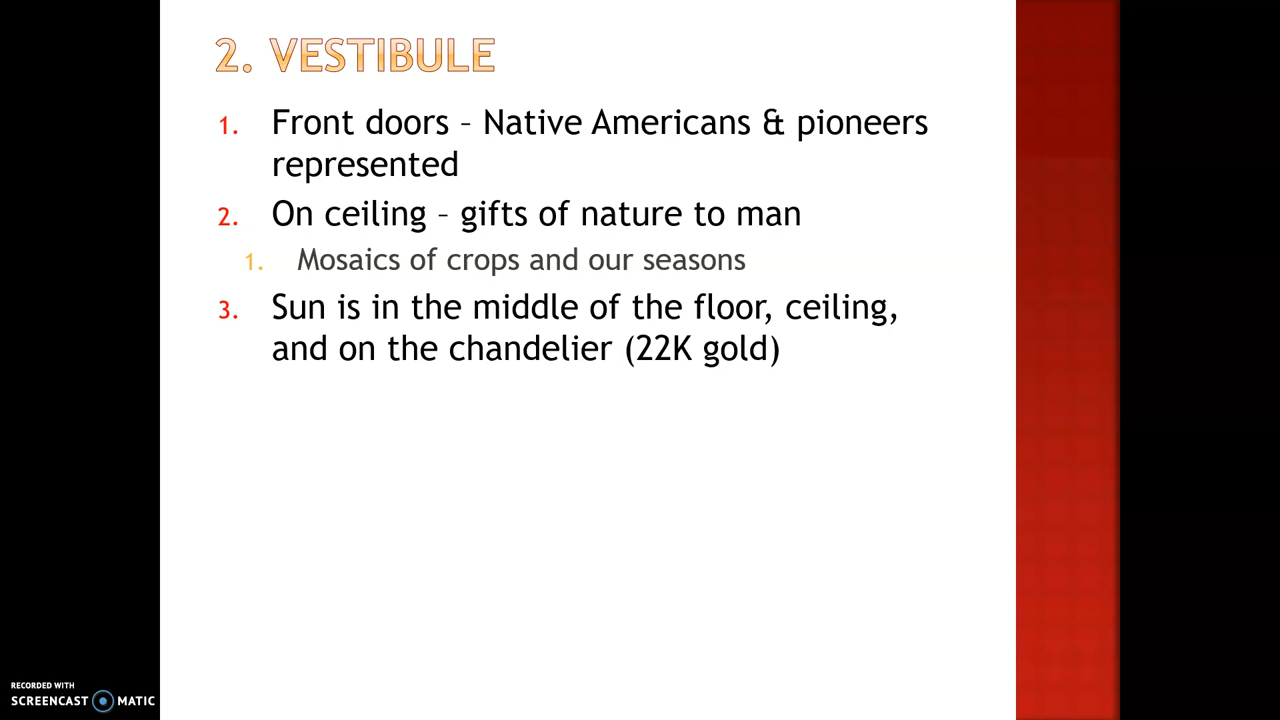 2. VESTIBULE
1. Front doors – Native Americans & pioneers
represented
2. On ceiling – gifts of nature to man
1. Mosaics of crops and our seasons
3. Sun is in the middle of the floor, ceiling,
and on the chandelier (22K gold)
RECORDED WITH
SCREENCAST MATIC